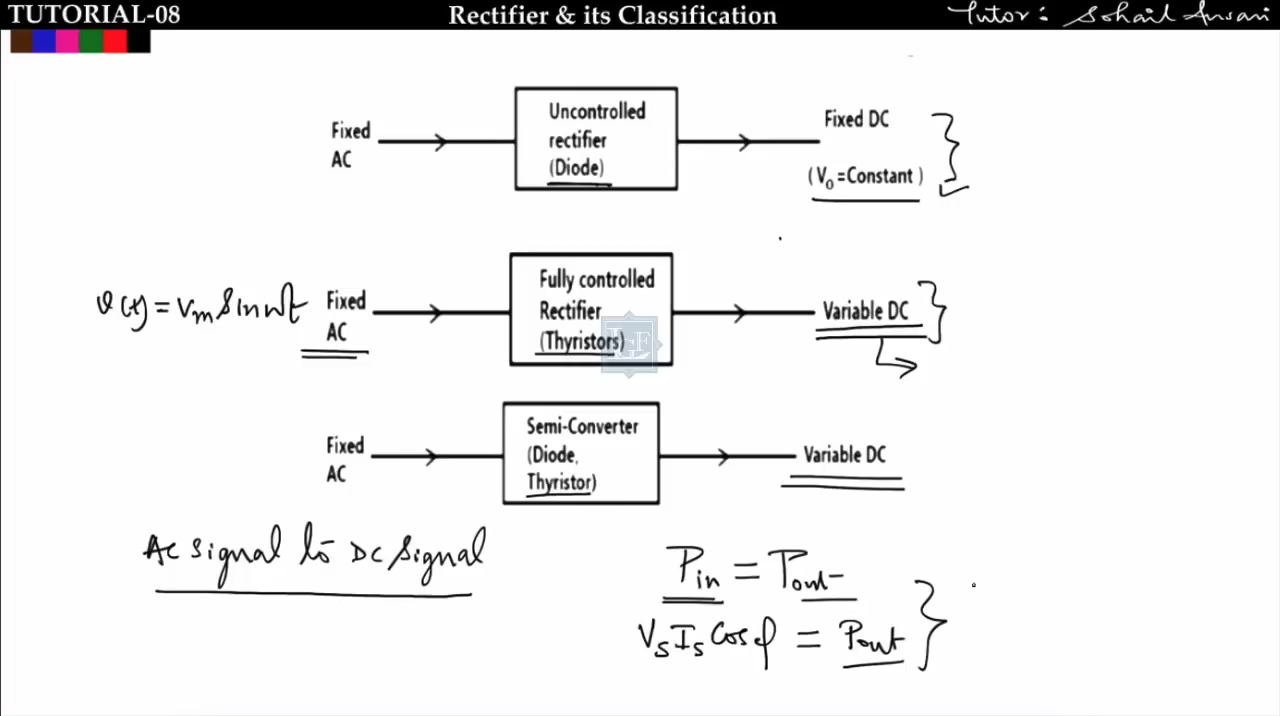 TUTORIAL-08
Rectifier & its Classification
Tutor: Sohail Ansari
Fixed
AC
Uncontrolled
rectifier
(Diode)
Fixed DC
(V₀ =Constant )
v(t) = Vm Sin ωt
Fixed
AC
Fully controlled
Rectifier
(Thyristors)
Variable DC
Fixed
AC
Semi-Converter
(Diode,
Thyristor)
Variable DC
AC signal to DC signal
Pin = Pout
VsIs Cos φ = Pout